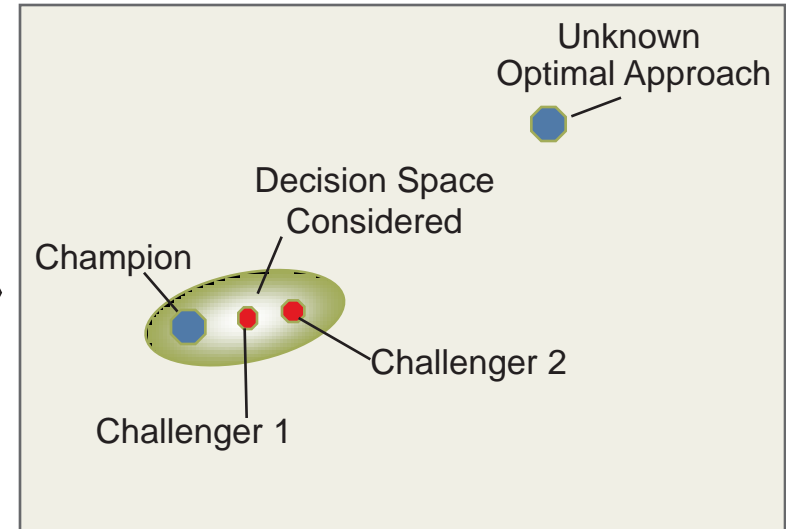 Unknown
Optimal Approach
Decision Space
Considered
Champion
Challenger 2
Challenger 1